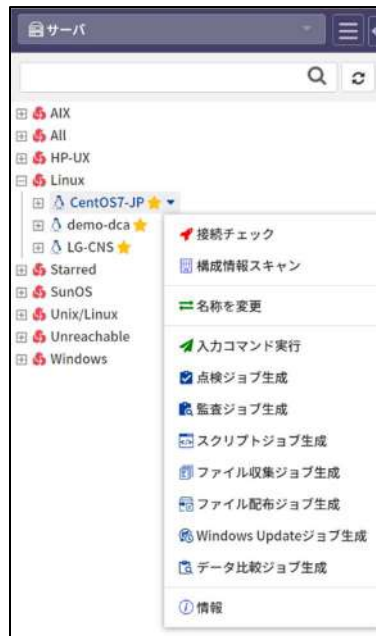 サーバ
AIX
All
HP-UX
Linux
CentOS7-JP
demo-dca
LG-CNS
Starred
SunOS
Unix/Linux
Unreachable
Windows
接続チェック
構成情報スキャン
名称を変更
入力コマンド実行
点検ジョブ生成
監査ジョブ生成
スクリプトジョブ生成
ファイル収集ジョブ生成
ファイル配布ジョブ生成
Windows Updateジョブ生成
データ比較ジョブ生成
情報